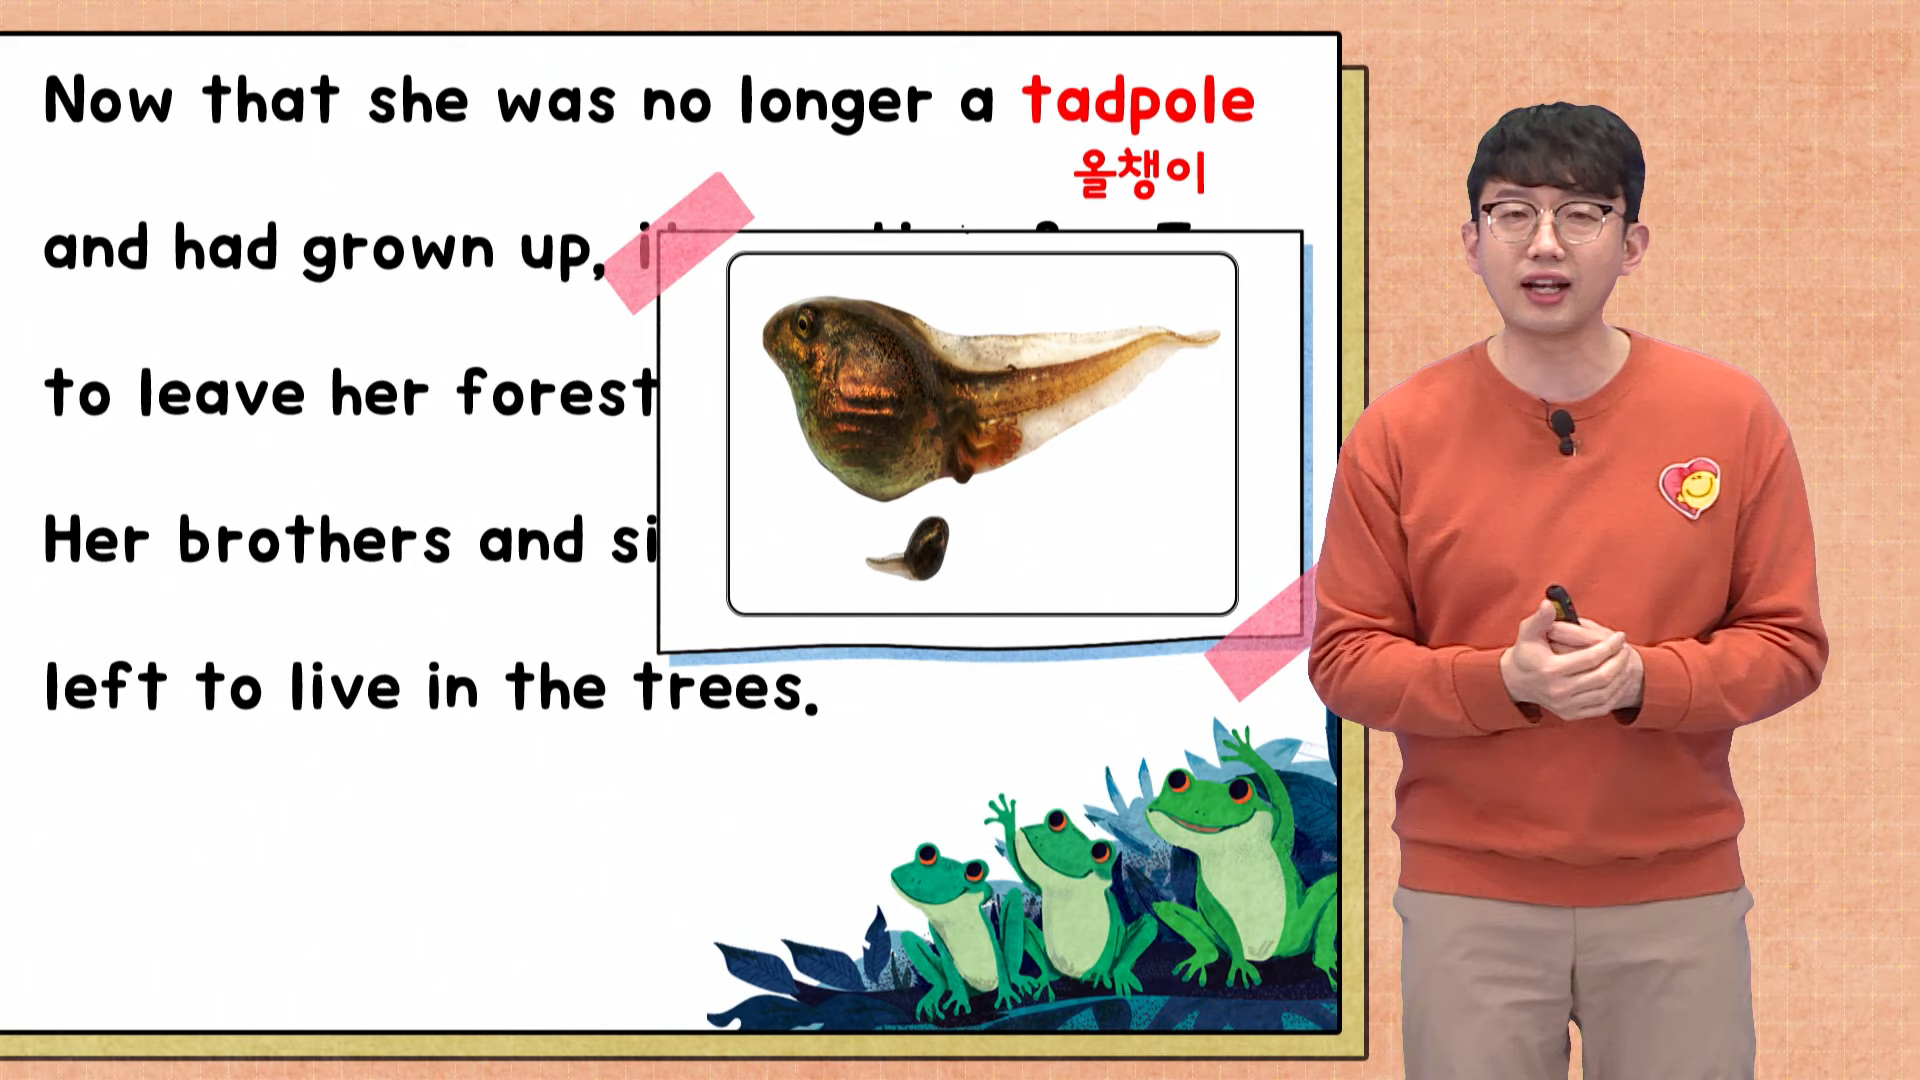 Now that she was no longer a tadpole
올챙이
and had grown up,
to leave her forest
Her brothers and
left to live in the trees.